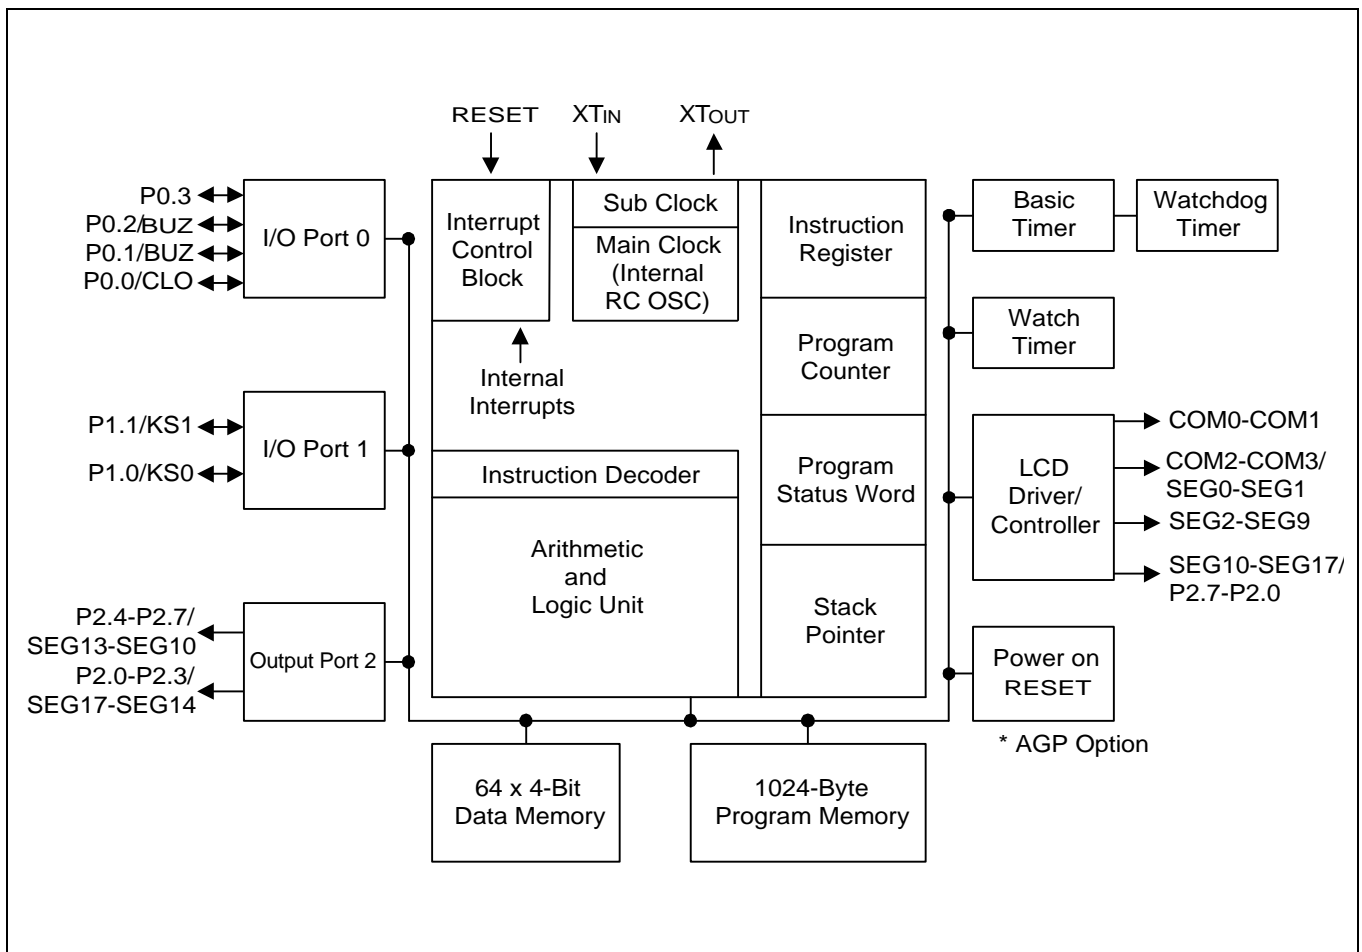 RESET
XTIN
XTOUT
P0.3
P0.2/BUZ
P0.1/BUZ
P0.0/CLO
I/O Port 0
Interrupt
Control
Block
Sub Clock
Main Clock
(Internal
RC OSC)
Instruction
Register
Basic
Timer
Watchdog
Timer
Internal
Interrupts
Program
Counter
Watch
Timer
P1.1/KS1
P1.0/KS0
I/O Port 1
Instruction Decoder
Program
Status Word
LCD
Driver/
Controller
COM0-COM1
COM2-COM3/
SEG0-SEG1
SEG2-SEG9
SEG10-SEG17/
P2.7-P2.0
Arithmetic
and
Logic Unit
Stack
Pointer
P2.4-P2.7/
SEG13-SEG10
P2.0-P2.3/
SEG17-SEG14
Output Port 2
Power on
RESET
* AGP Option
64 x 4-Bit
Data Memory
1024-Byte
Program Memory